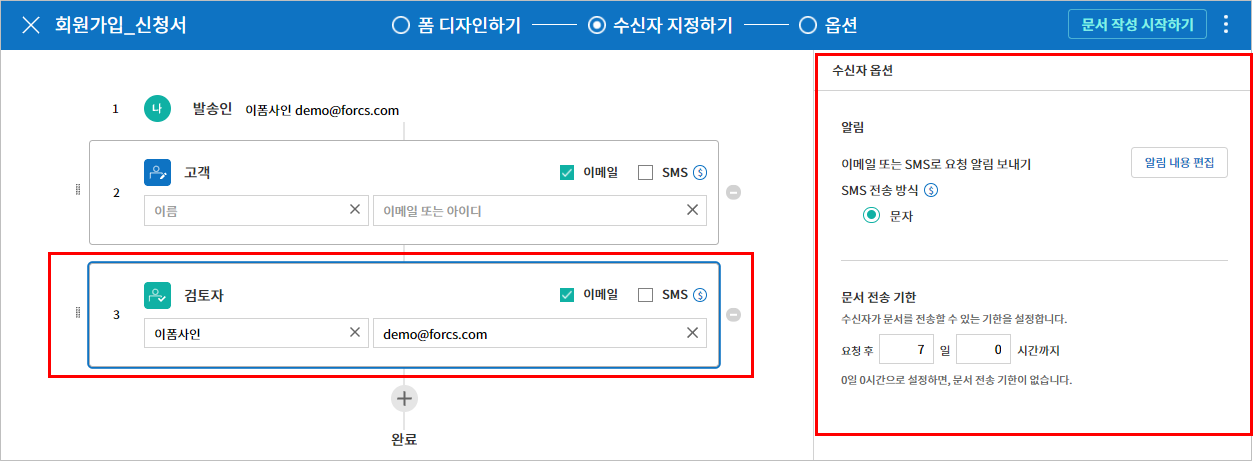 회원가입_신청서
폼 디자인하기
수신자 지정하기
옵션
문서 작성 시작하기
1 나 발송인 이폼사인 demo@forcs.com
2
고객
이메일
SMS $
이름
이메일 또는 아이디
3
검토자
이메일
SMS $
이폼사인
demo@forcs.com
완료
수신자 옵션
알림
이메일 또는 SMS로 요청 알림 보내기
알림 내용 편집
SMS 전송 방식 $
문자
문서 전송 기한
수신자가 문서를 전송할 수 있는 기한을 설정합니다.
요청 후 7 일 0 시간까지
0일 0시간으로 설정하면, 문서 전송 기한이 없습니다.